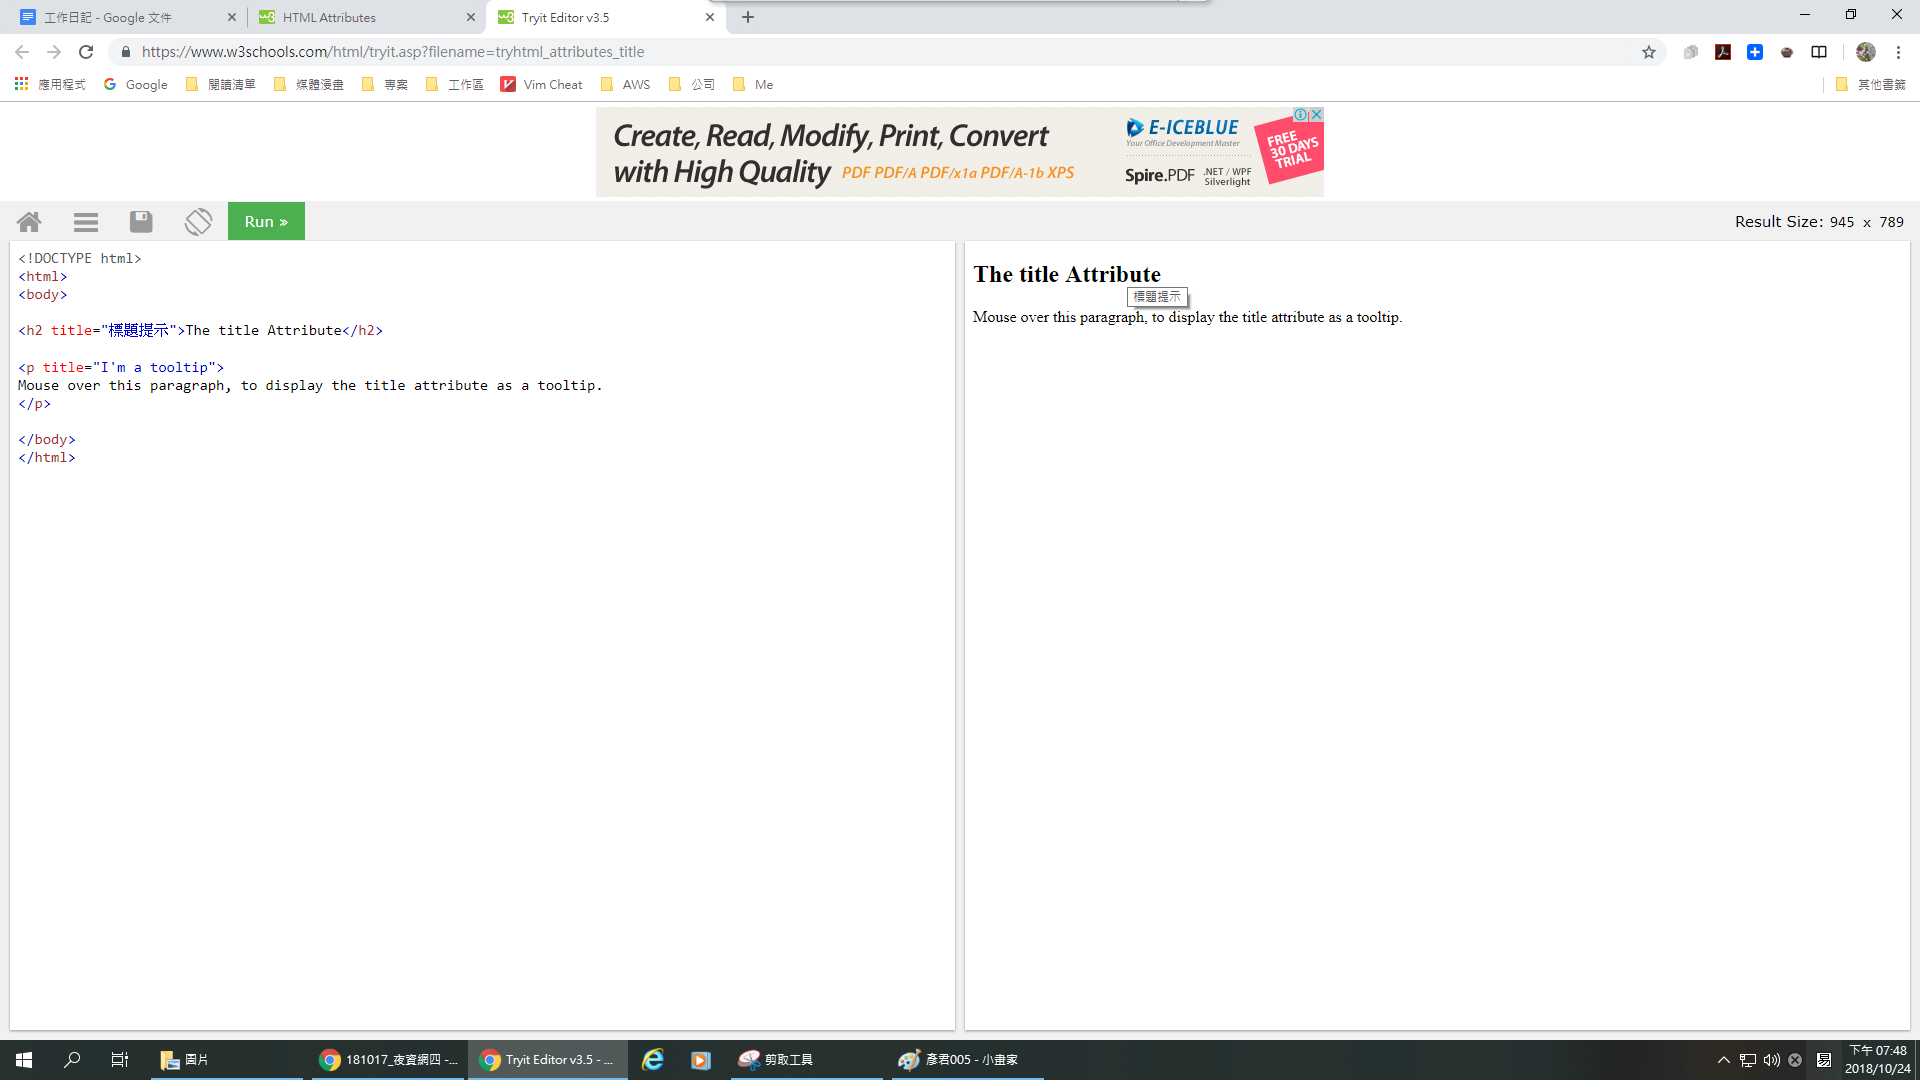 工作日記 - Google 文件
HTML Attributes
Tryit Editor v3.5
https://www.w3schools.com/html/tryit.asp?filename=tryhtml_attributes_title
應用程式
Google
閱讀清單
媒體漫畫
專案
工作區
Vim Cheat
AWS
公司
Me
其他書籤
Create, Read, Modify, Print, Convert
with High Quality PDF PDF/A PDF/x1a PDF/A-1b XPS
E-ICEBLUE
Your Office Development Master
Spire.PDF .NET / WPF
Silverlight
FREE
30 DAYS
TRIAL
Run »
Result Size: 945 x 789
<!DOCTYPE html>
<html>
<body>
<h2 title="標題提示">The title Attribute</h2>
<p title="I'm a tooltip">
Mouse over this paragraph, to display the title attribute as a tooltip.
</p>
</body>
</html>
The title Attribute
標題提示
Mouse over this paragraph, to display the title attribute as a tooltip.
圖片
181017_夜資網四 -...
Tryit Editor v3.5 - ...
剪取工具
彥君005 - 小畫家
下午 07:48
2018/10/24